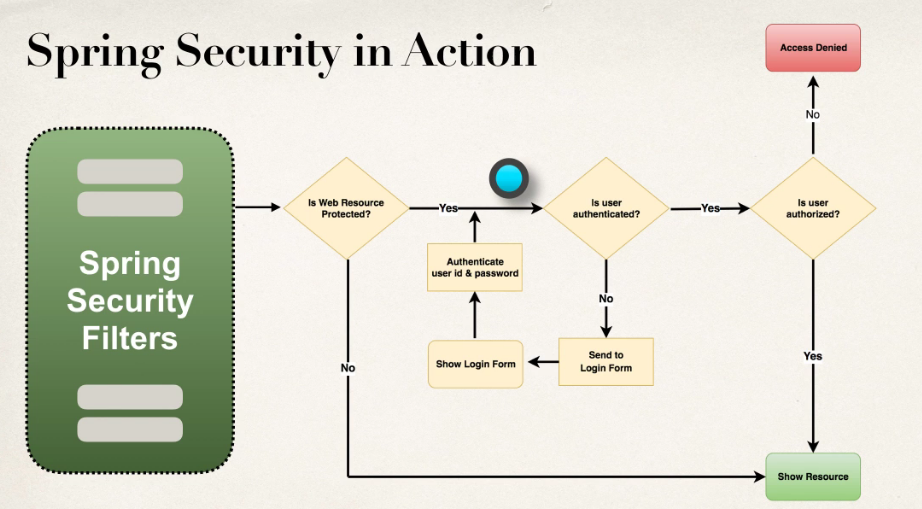 Spring Security in Action
Access Denied
No
Spring
Security
Filters
Is Web Resource
Protected?
Yes
Is user
authenticated?
Yes
Is user
authorized?
Authenticate
user id & password
No
Show Login Form
Send to
Login Form
No
Yes
Show Resource